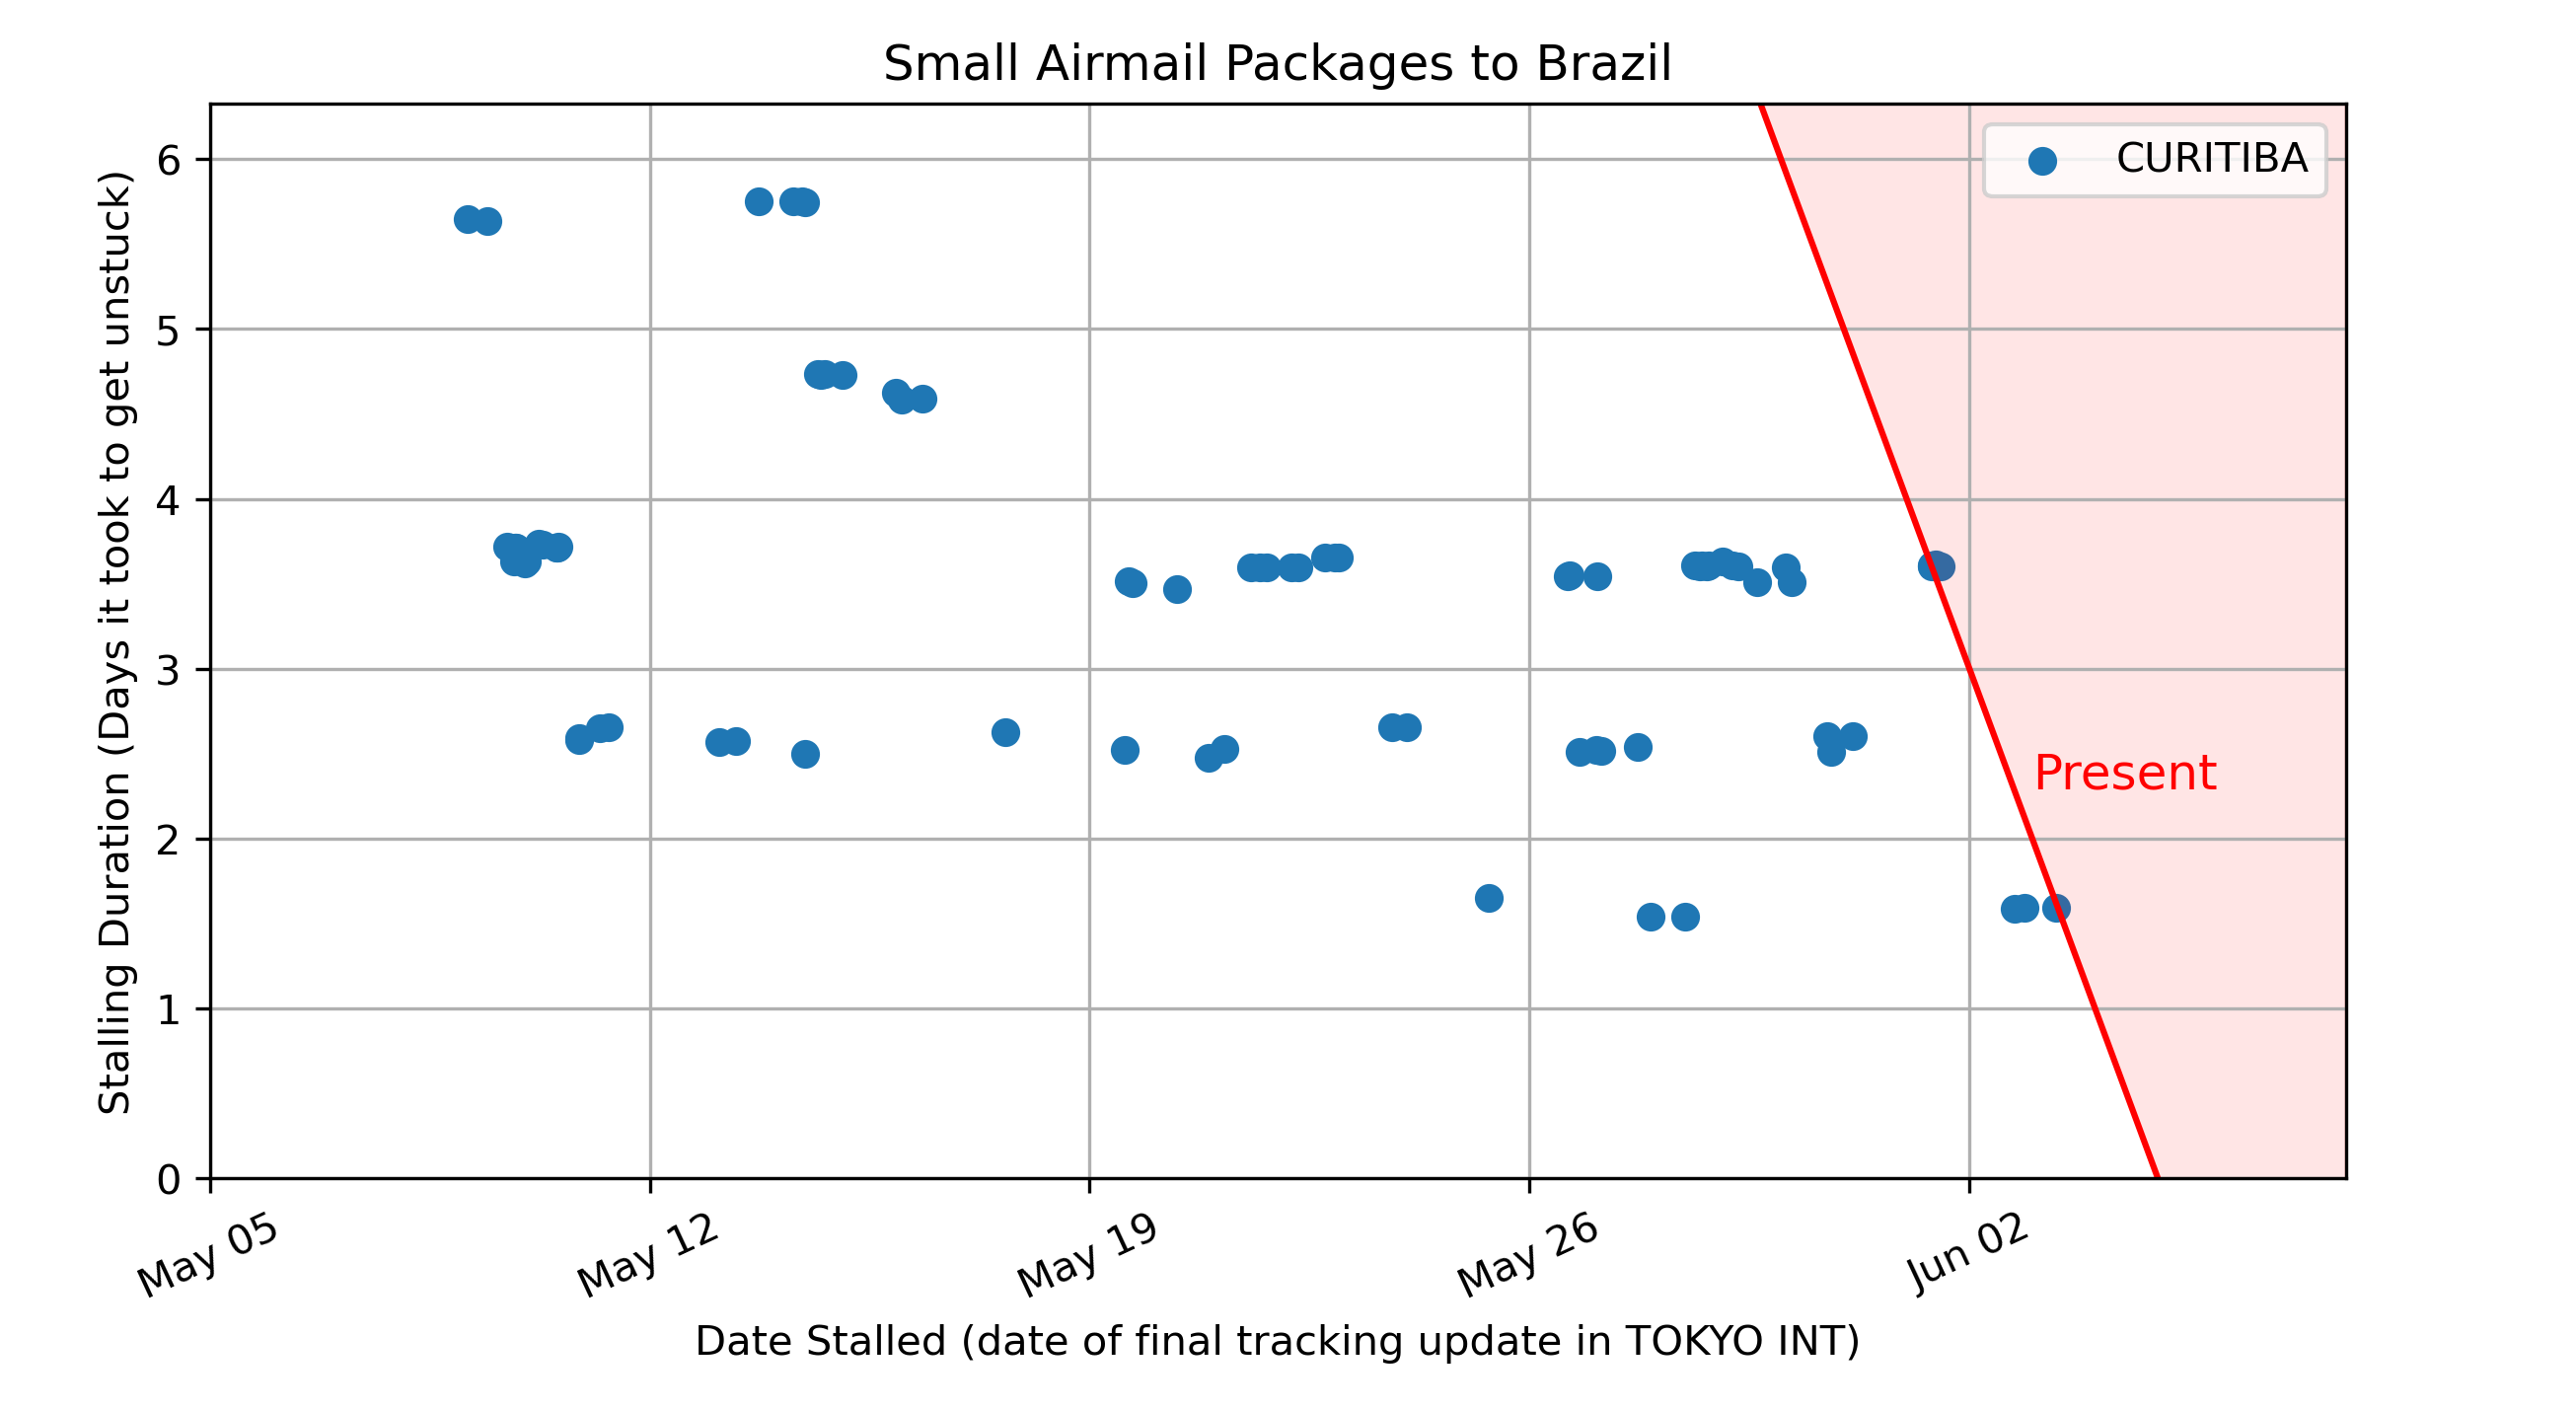 Small Airmail Packages to Brazil
CURITIBA
Stalling Duration (Days it took to get unstuck)
6
5
4
3
2
1
0
Present
May 05
May 12
May 19
May 26
Jun 02
Date Stalled (date of final tracking update in TOKYO INT)